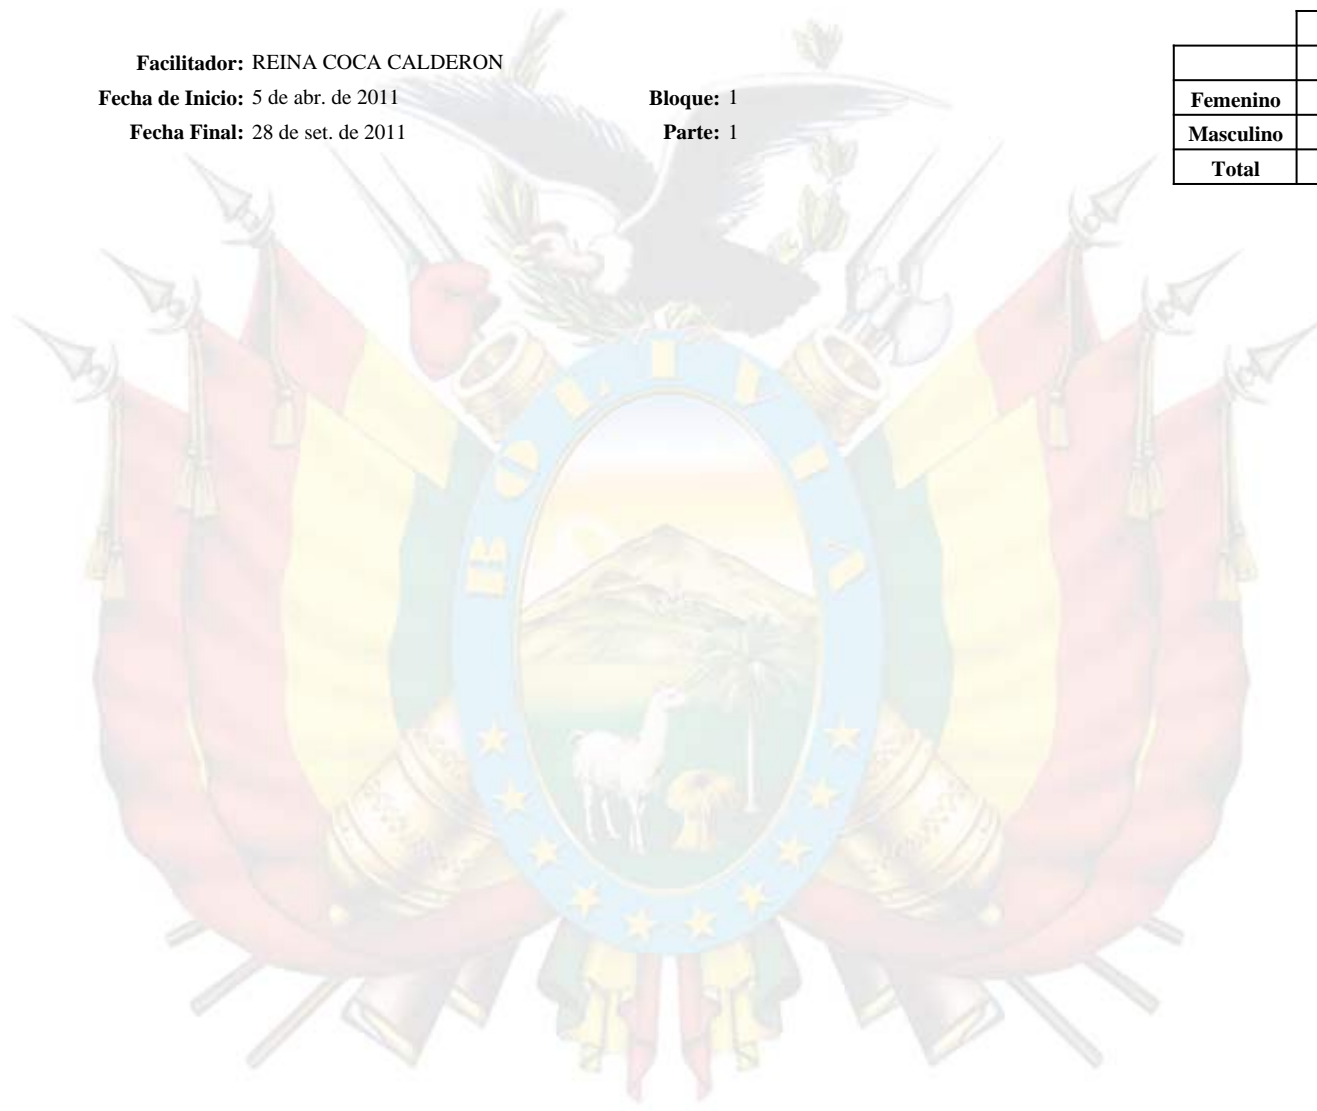 Facilitador: REINA COCA CALDERON
Fecha de Inicio: 5 de abr. de 2011 Bloque: 1
Fecha Final: 28 de set. de 2011 Parte: 1
Femenino
Masculino
Total
BOLIVIA